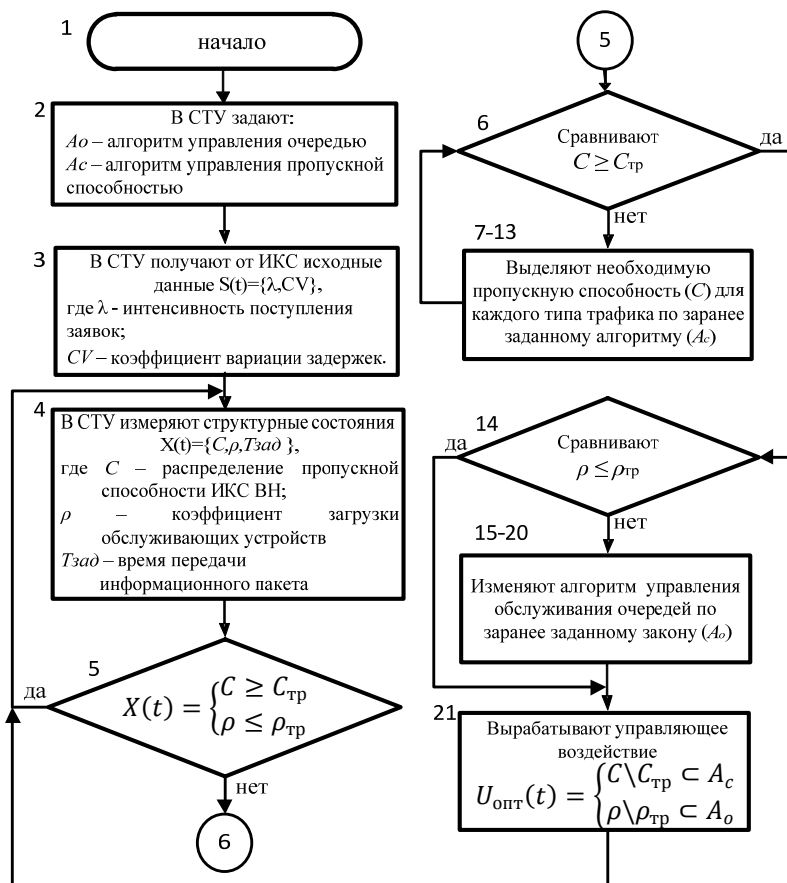 1
начало
2
В СТУ задают:
Ao – алгоритм управления очередью
Ac – алгоритм управления пропускной
способностью
3
В СТУ получают от ИКС исходные
данные S(t)={λ,CV},
где λ - интенсивность поступления
заявок;
CV – коэффициент вариации задержек.
4
В СТУ измеряют структурные состояния
X(t)={C,ρ,Тзад },
где C – распределение пропускной
способности ИКС ВН;
ρ – коэффициент загрузки
обслуживающих устройств
Тзад – время передачи
информационного пакета
5
да
X(t) = {C ≥ Cтр
ρ ≤ ρтр
нет
6
5
6
Сравнивают
C ≥ Cтр
да
нет
7-13
Выделяют необходимую
пропускную способность (C) для
каждого типа трафика по заранее
заданному алгоритму (Ac)
14
да
Сравнивают
ρ ≤ ρтр
нет
15-20
Изменяют алгоритм управления
обслуживания очередей по
заранее заданному закону (Ao)
21
Вырабатывают управляющее
воздействие
Uопт(t) = {C\Cтр ⊂ Ac
ρ\ρтр ⊂ Ao